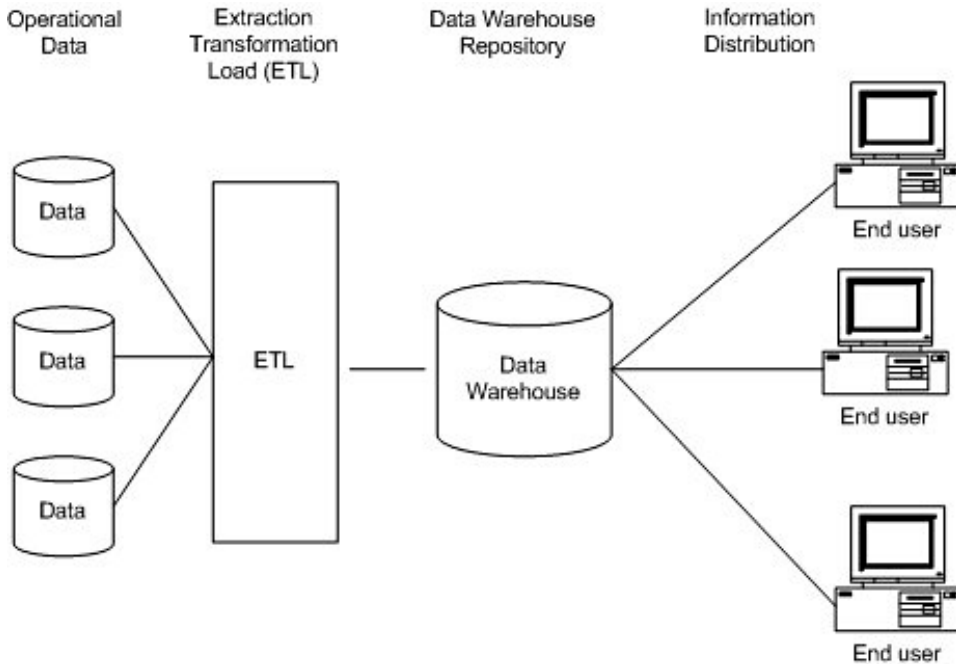 Operational
Data
Extraction
Transformation
Load (ETL)
Data Warehouse
Repository
Information
Distribution
Data
Data
Data
ETL
Data
Warehouse
End user
End user
End user